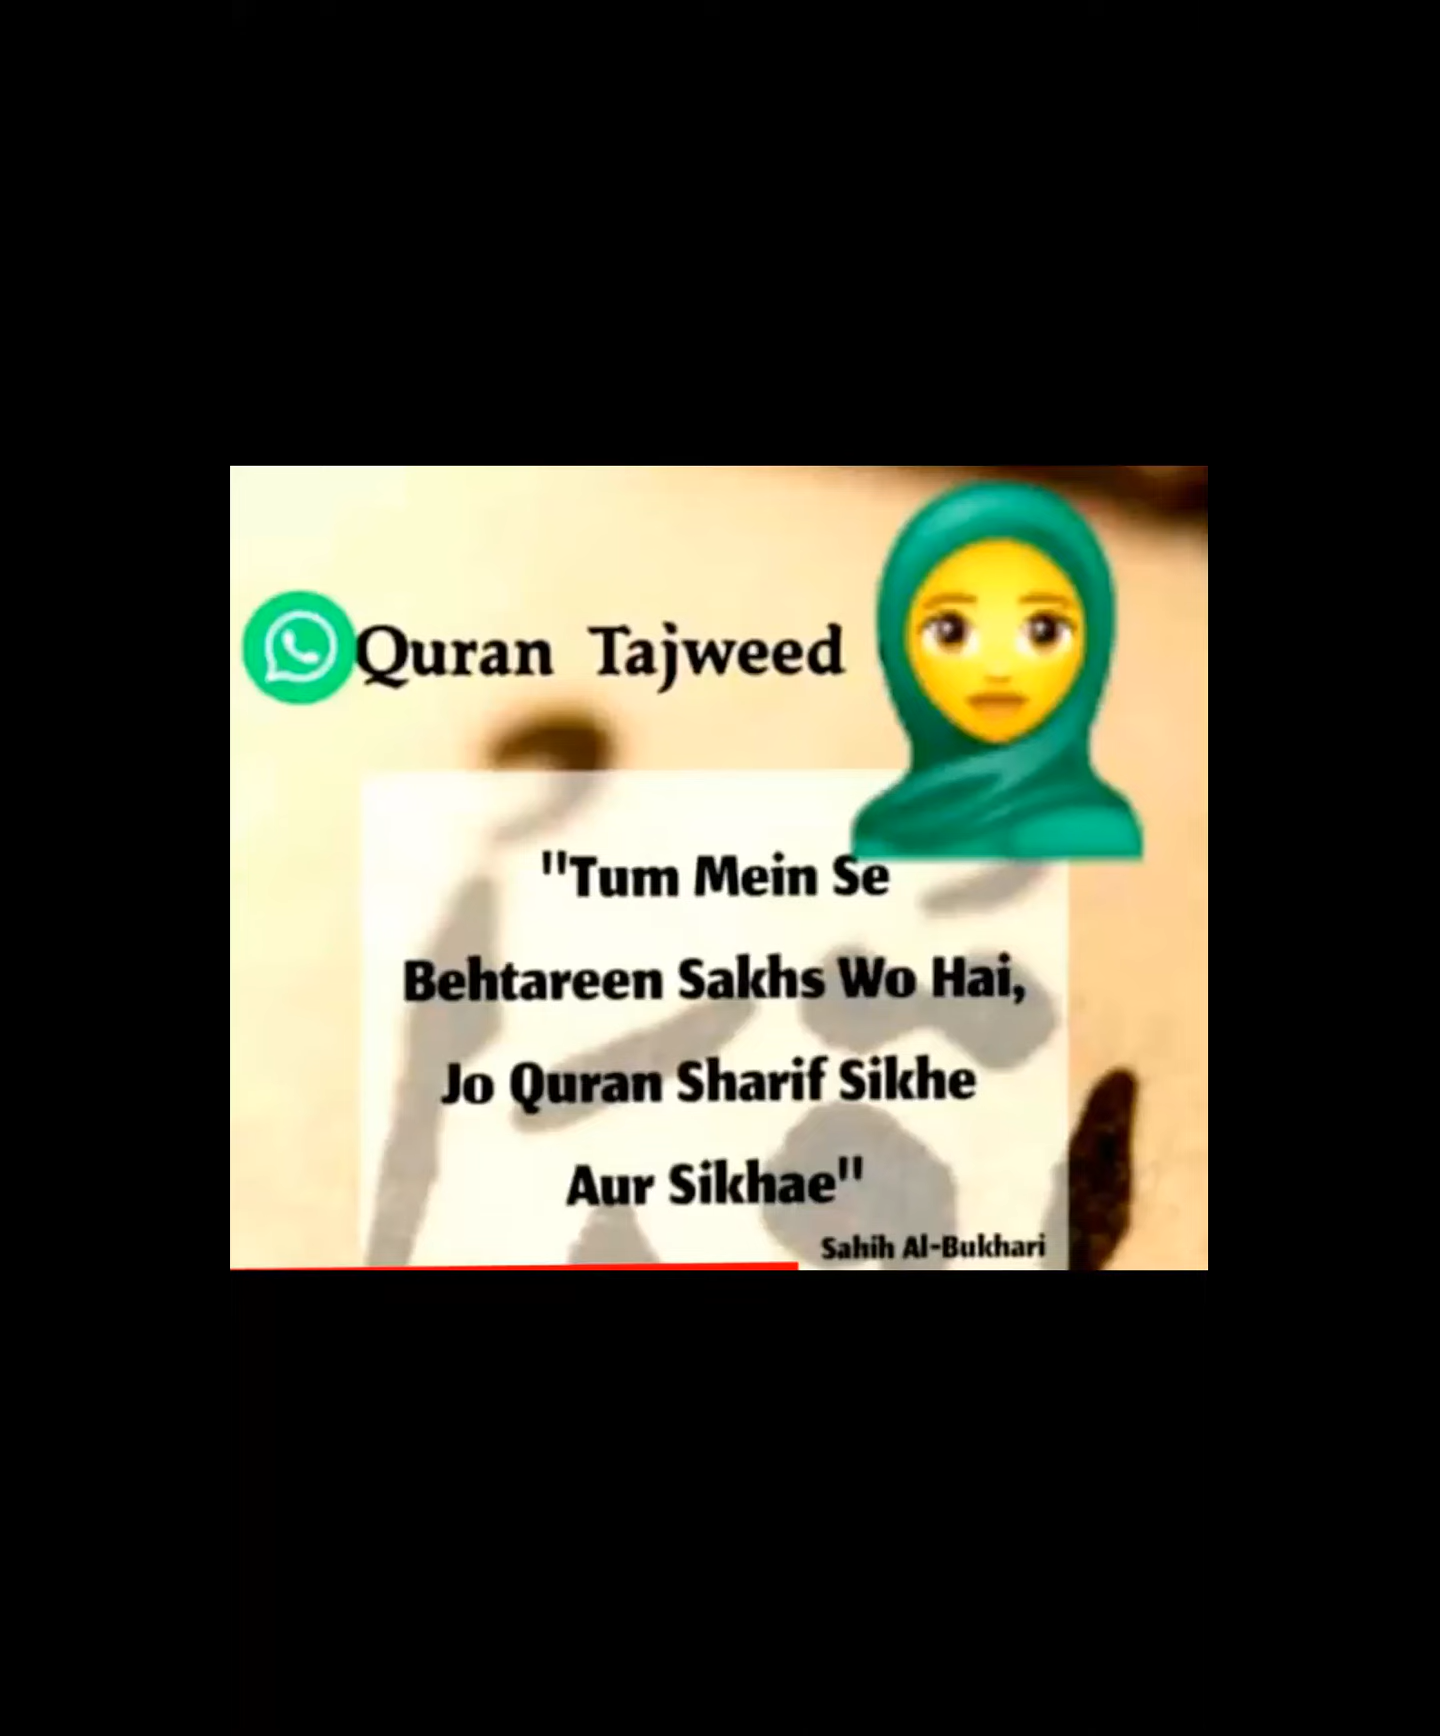 Quran Tajweed
"Tum Mein Se
Behtareen Sakhs Wo Hai,
Jo Quran Sharif Sikhe
Aur Sikhae"
Sahih Al-Bukhari